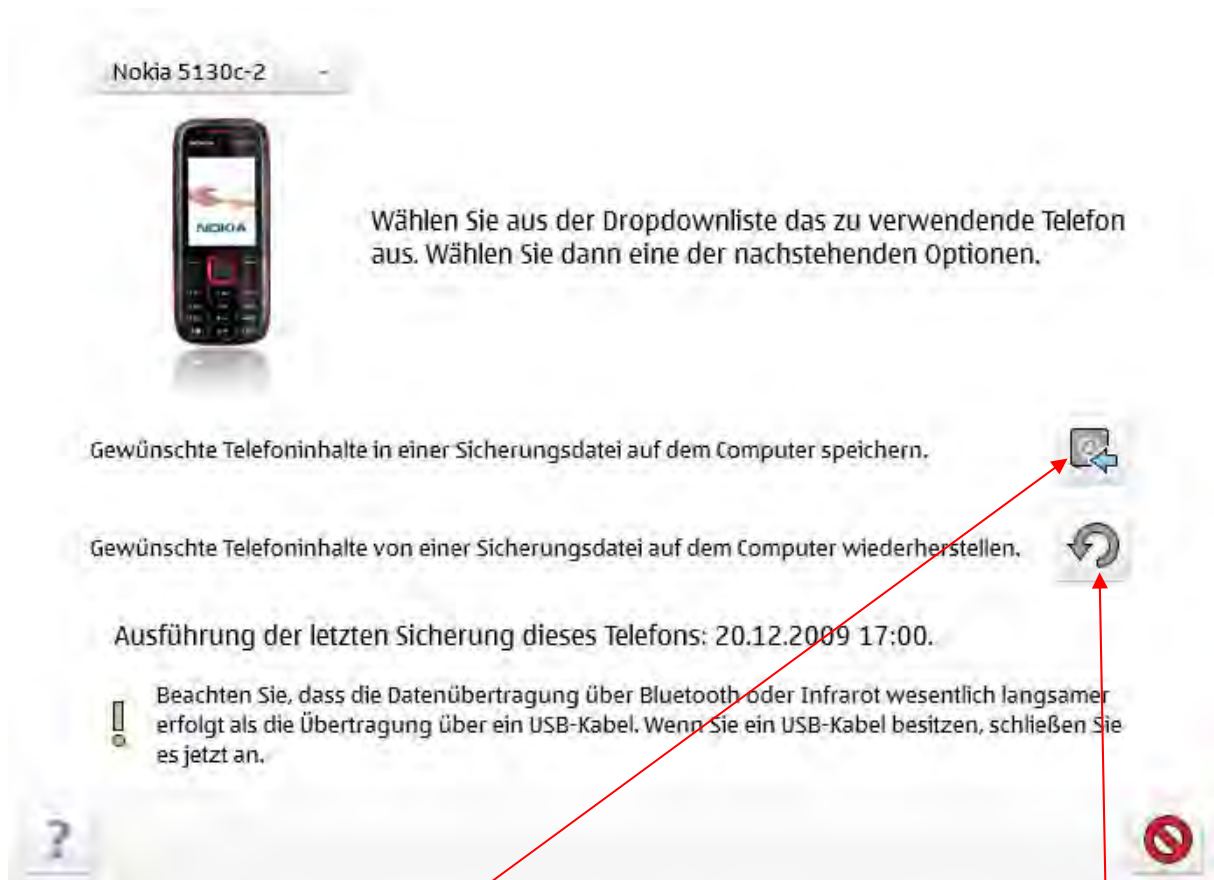 Nokia 5130c-2
NOKIA
Wählen Sie aus der Dropdownliste das zu verwendende Telefon
aus. Wählen Sie dann eine der nachstehenden Optionen.
Gewünschte Telefoninhalte in einer Sicherungsdatei auf dem Computer speichern.
Gewünschte Telefoninhalte von einer Sicherungsdatei auf dem Computer wiederherstellen.
Ausführung der letzten Sicherung dieses Telefons: 20.12.2009 17:00.
Beachten Sie, dass die Datenübertragung über Bluetooth oder Infrarot wesentlich langsamer
erfolgt als die Übertragung über ein USB-Kabel. Wenn Sie ein USB-Kabel besitzen, schließen Sie
es jetzt an.
?